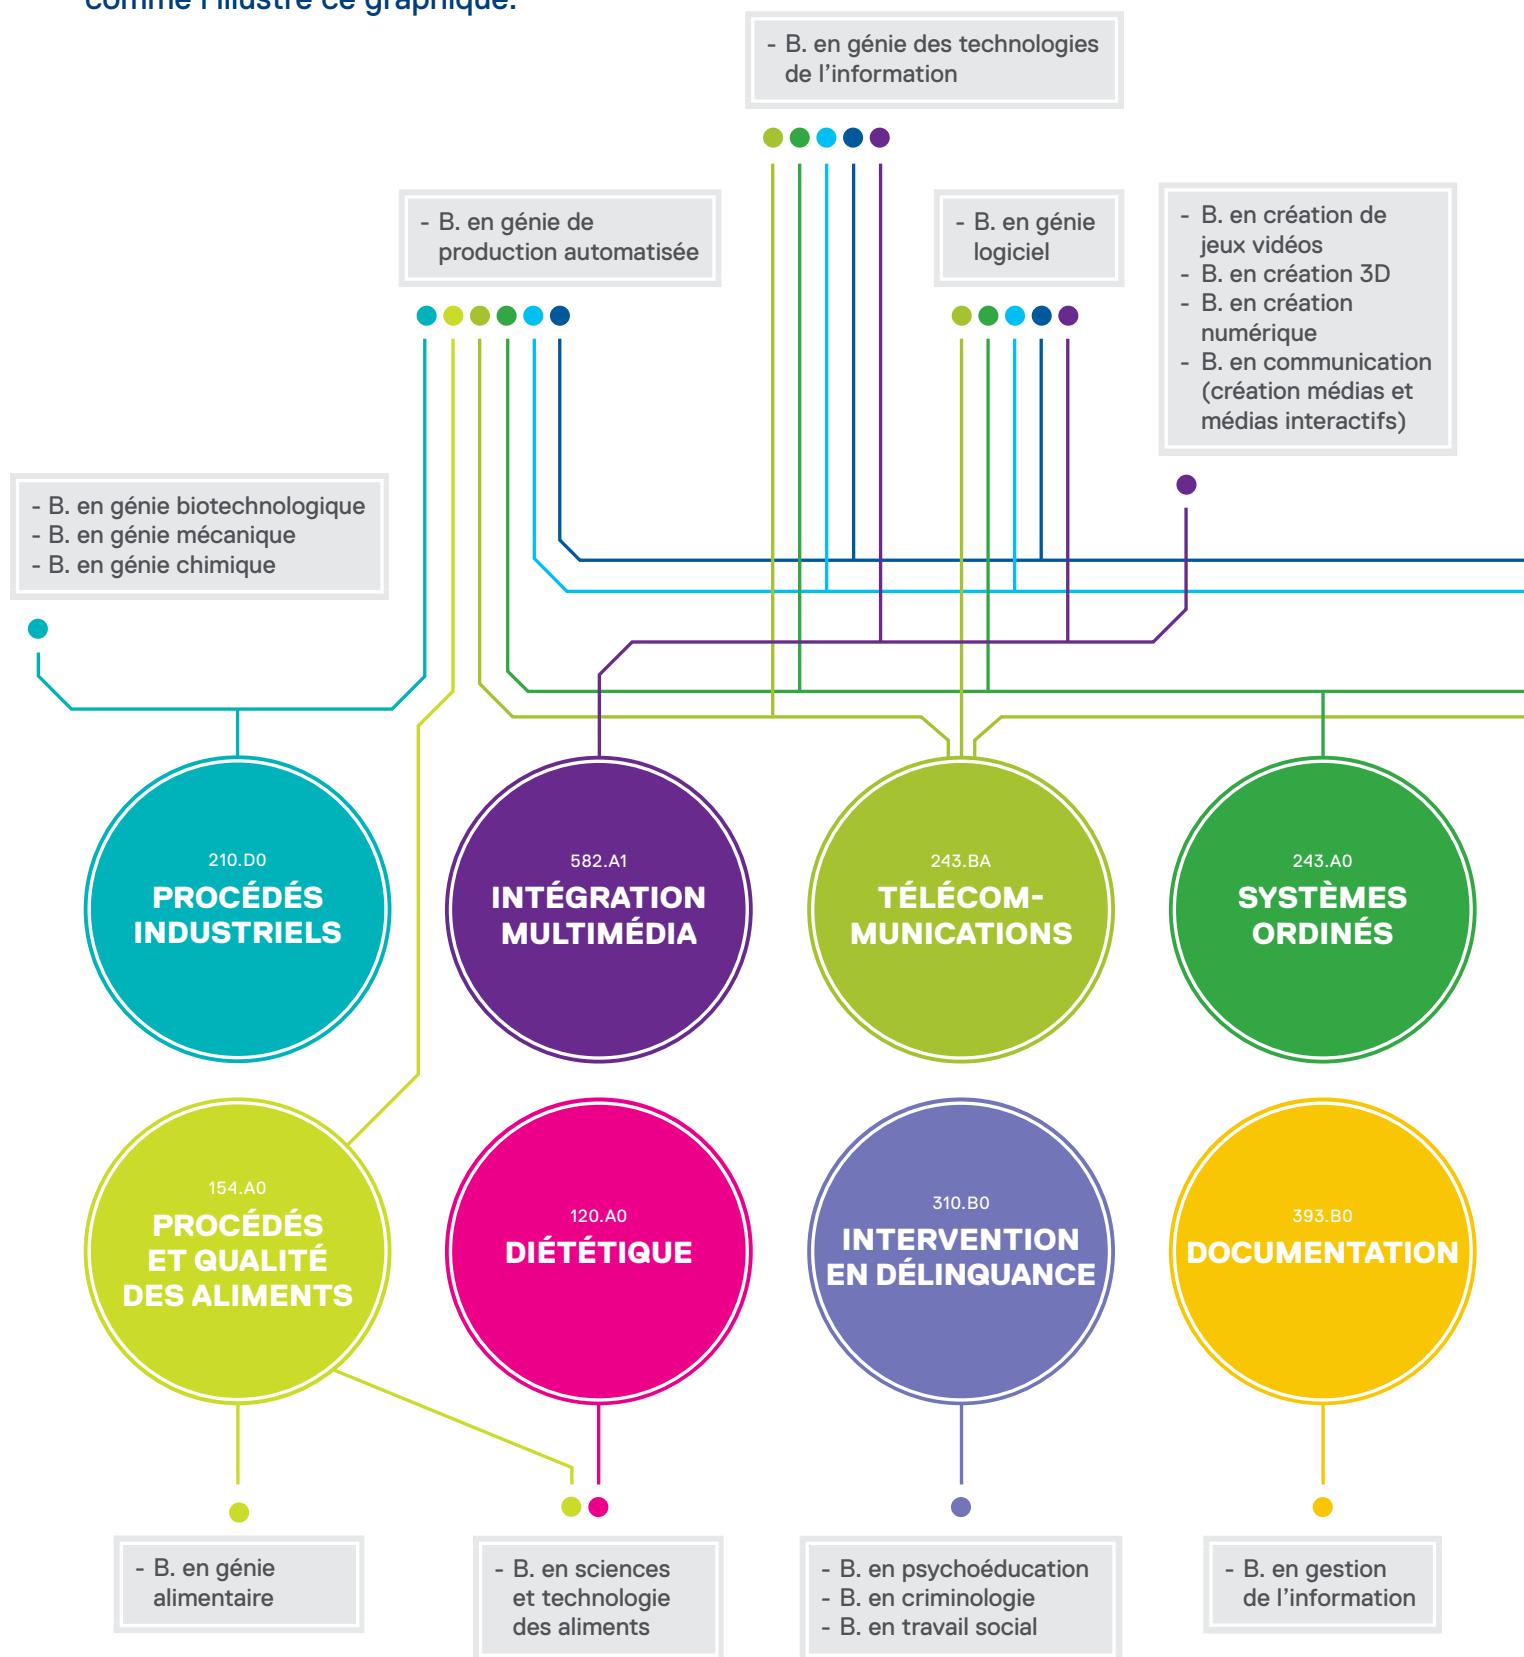 comme l'illustre ce graphique.
- B. en génie des technologies
de l'information
- B. en génie de
production automatisée
- B. en génie
logiciel
- B. en création de
jeux vidéos
- B. en création 3D
- B. en création
numérique
- B. en communication
(création médias et
médias interactifs)
- B. en génie biotechnologique
- B. en génie mécanique
- B. en génie chimique
210.D0
PROCÉDÉS
INDUSTRIELS
582.A1
INTÉGRATION
MULTIMÉDIA
243.BA
TÉLÉCOM-
MUNICATIONS
243.A0
SYSTÈMES
ORDINÉS
154.A0
PROCÉDÉS
ET QUALITÉ
DES ALIMENTS
120.A0
DIÉTÉTIQUE
310.B0
INTERVENTION
EN DÉLINQUANCE
393.B0
DOCUMENTATION
- B. en génie
alimentaire
- B. en sciences
et technologie
des aliments
- B. en psychoéducation
- B. en criminologie
- B. en travail social
- B. en gestion
de l'information